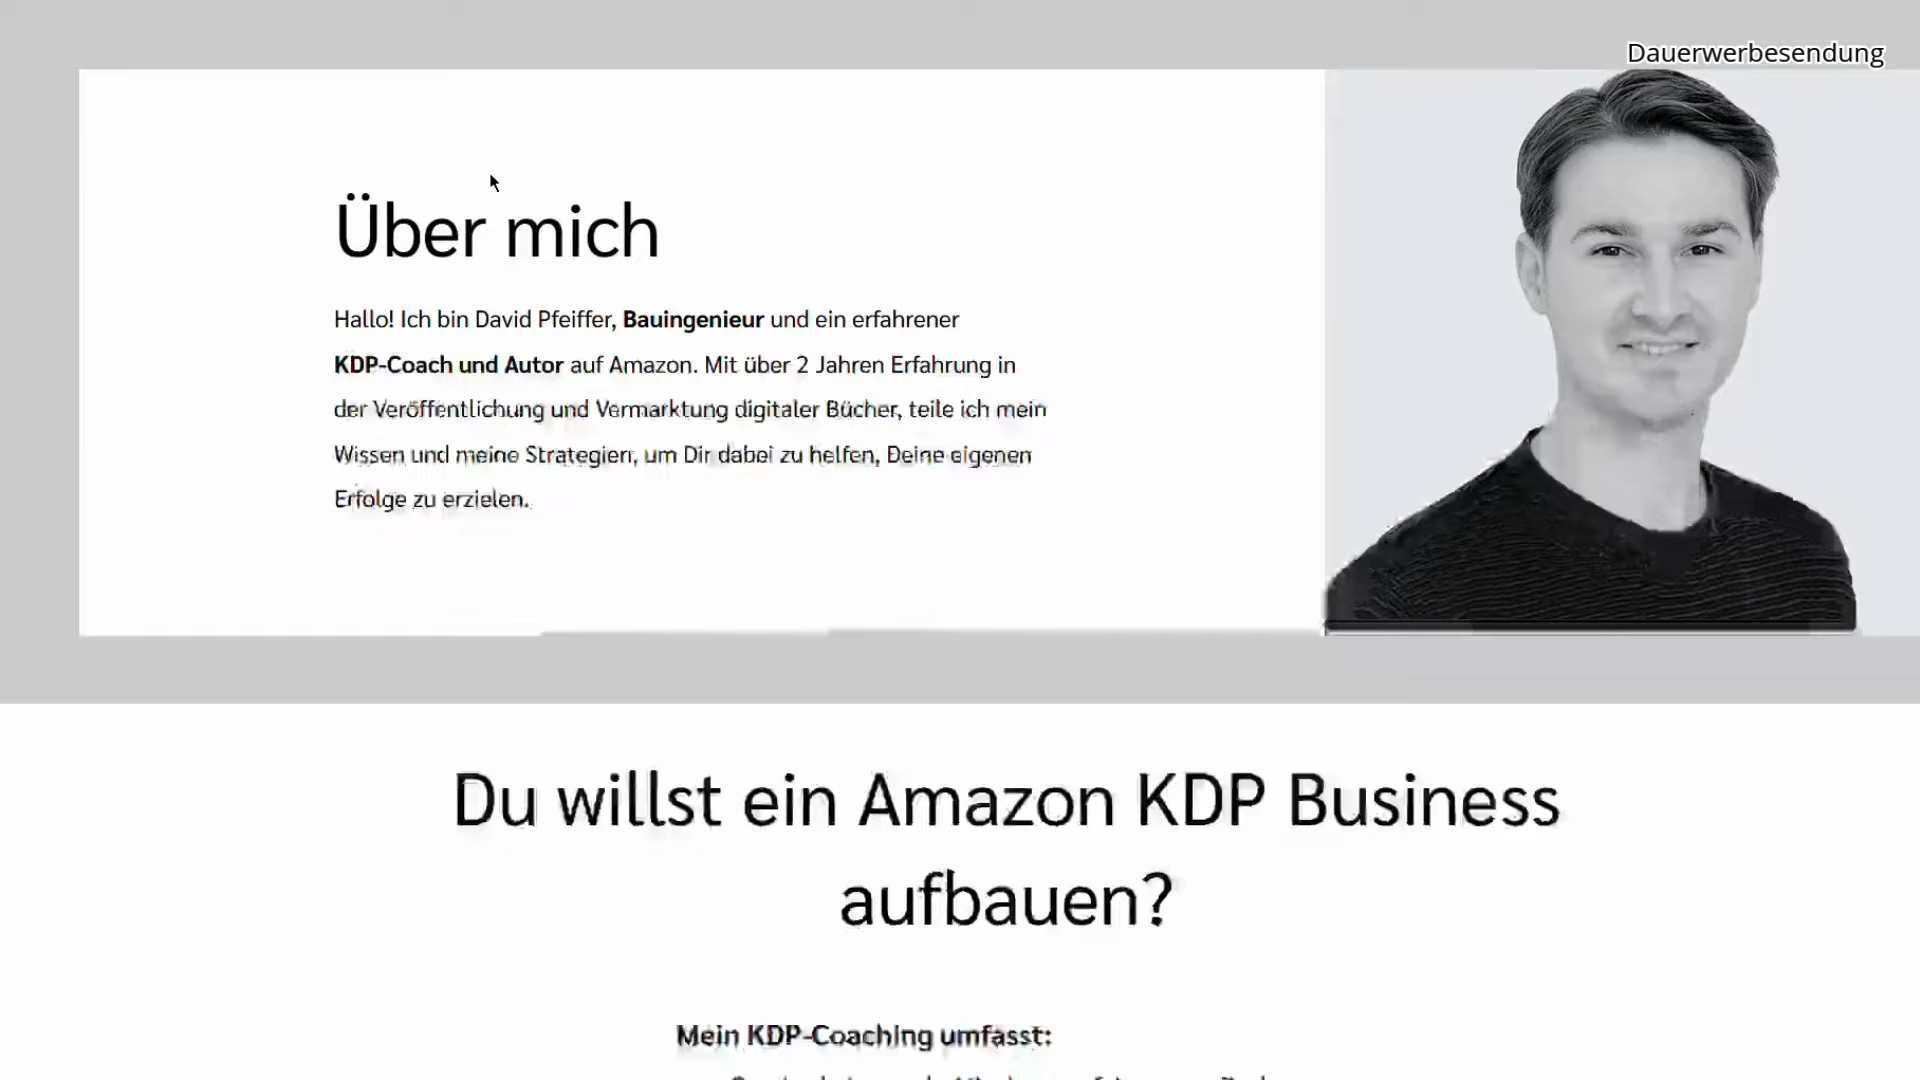 Dauerwerbesendung
Über mich
Hallo! Ich bin David Pfeiffer, Bauingenieur und ein erfahrener
KDP-Coach und Autor auf Amazon. Mit über 2 Jahren Erfahrung in
der Veröffentlichung und Vermarktung digitaler Bücher, teile ich mein
Wissen und meine Strategien, um Dir dabei zu helfen, Deine eigenen
Erfolge zu erzielen.
Du willst ein Amazon KDP Business
aufbauen?
Mein KDP-Coaching umfasst: